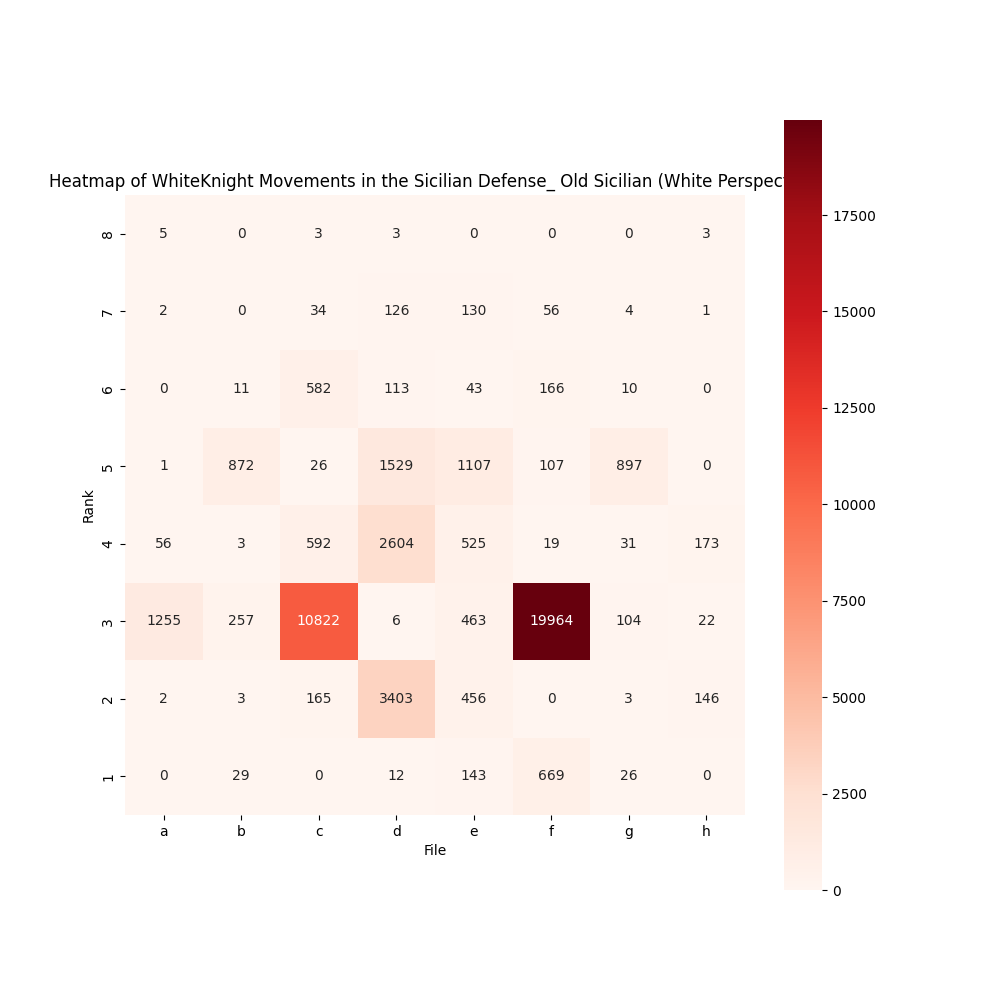 Heatmap of WhiteKnight Movements in the Sicilian Defense_ Old Sicilian (White Perspec
8 5 0 3 3 0 0 0 3
7 2 0 34 126 130 56 4 1
6 0 11 582 113 43 166 10 0
5 1 872 26 1529 1107 107 897 0
4 56 3 592 2604 525 19 31 173
3 1255 257 10822 6 463 19964 104 22
2 2 3 165 3403 456 0 3 146
1 0 29 0 12 143 669 26 0
a b c d e f g h
File
Rank
17500
15000
12500
10000
7500
5000
2500
0